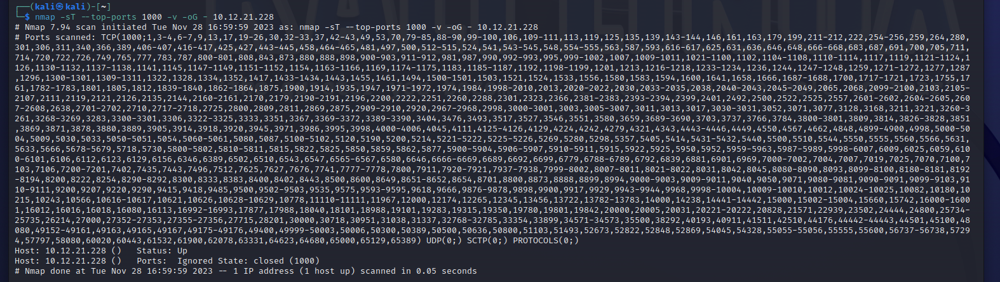 ┌──(kali㉿kali)-[~]
└─$ nmap -sT --top-ports 1000 -v -oG - 10.12.21.228
# Nmap 7.94 scan initiated Tue Nov 28 16:59:59 2023 as: nmap -sT --top-ports 1000 -v -oG - 10.12.21.228
# Ports scanned: TCP(1000;1,3-4,6-7,9,13,17,19-26,30,32-33,37,42-43,49,53,70,79-85,88-90,99-100,106,109-111,113,119,125,135,139,143-144,146,161,163,179,199,211-212,222,254-256,259,264,280,
301,306,311,340,366,389,406-407,416-417,425,427,443-445,458,464-465,481,497,500,512-515,524,541,543-545,548,554-555,563,587,593,616-617,625,631,636,646,648,666-668,683,687,691,700,705,711,
714,720,722,726,749,765,777,783,787,800-801,808,843,873,880,888,898,900-903,911-912,981,987,990,992-993,995,999-1002,1007,1009-1011,1021-1100,1102,1104-1108,1110-1114,1117,1119,1121-1124,1
126,1130-1132,1137-1138,1141,1145,1147-1149,1151-1152,1154,1163-1166,1169,1174-1175,1183,1185-1187,1192,1198-1199,1201,1213,1216-1218,1233-1234,1236,1244,1247-1248,1259,1271-1272,1277,1287
,1296,1300-1301,1309-1311,1322,1328,1334,1352,1417,1433-1434,1443,1455,1461,1494,1500-1501,1503,1521,1524,1533,1556,1580,1583,1594,1600,1641,1658,1666,1687-1688,1700,1717-1721,1723,1755,17
61,1782-1783,1801,1805,1812,1839-1840,1862-1864,1875,1900,1914,1935,1947,1971-1972,1974,1984,1998-2010,2013,2020-2022,2030,2033-2035,2038,2040-2043,2045-2049,2065,2068,2099-2100,2103,2105-
2107,2111,2119,2121,2126,2135,2144,2160-2161,2170,2179,2190-2191,2196,2200,2222,2251,2260,2288,2301,2323,2366,2381-2383,2393-2394,2399,2401,2492,2500,2522,2525,2557,2601-2602,2604-2605,260
7-2608,2638,2701-2702,2710,2717-2718,2725,2800,2809,2811,2869,2875,2909-2910,2920,2967-2968,2998,3000-3001,3003,3005-3007,3011,3013,3017,3030-3031,3052,3071,3077,3128,3168,3211,3221,3260-3
261,3268-3269,3283,3300-3301,3306,3322-3325,3333,3351,3367,3369-3372,3389-3390,3404,3476,3493,3517,3527,3546,3551,3580,3659,3689-3690,3703,3737,3766,3784,3800-3801,3809,3814,3826-3828,3851
,3869,3871,3878,3880,3889,3905,3914,3918,3920,3945,3971,3986,3995,3998,4000-4006,4045,4111,4125-4126,4129,4224,4242,4279,4321,4343,4443-4446,4449,4550,4567,4662,4848,4899-4900,4998,5000-50
04,5009,5030,5033,5050-5051,5054,5060-5061,5080,5087,5100-5102,5120,5190,5200,5214,5221-5222,5225-5226,5269,5280,5298,5357,5405,5414,5431-5432,5440,5500,5510,5544,5550,5555,5560,5566,5631,
5633,5666,5678-5679,5718,5730,5800-5802,5810-5811,5815,5822,5825,5850,5859,5862,5877,5900-5904,5906-5907,5910-5911,5915,5922,5925,5950,5952,5959-5963,5987-5989,5998-6007,6009,6025,6059,610
0-6101,6106,6112,6123,6129,6156,6346,6389,6502,6510,6543,6547,6565-6567,6580,6646,6666-6669,6689,6692,6699,6779,6788-6789,6792,6839,6881,6901,6969,7000-7002,7004,7007,7019,7025,7070,7100,7
103,7106,7200-7201,7402,7435,7443,7496,7512,7625,7627,7676,7741,7777-7778,7800,7911,7920-7921,7937-7938,7999-8002,8007-8011,8021-8022,8031,8042,8045,8080-8090,8093,8099-8100,8180-8181,8192
-8194,8200,8222,8254,8290-8292,8300,8333,8383,8400,8402,8443,8500,8600,8649,8651-8652,8654,8701,8800,8873,8888,8899,8994,9000-9003,9009-9011,9040,9050,9071,9080-9081,9090-9091,9099-9103,91
10-9111,9200,9207,9220,9290,9415,9418,9485,9500,9502-9503,9535,9575,9593-9595,9618,9666,9876-9878,9898,9900,9917,9929,9943-9944,9968,9998-10004,10009-10010,10012,10024-10025,10082,10180,10
215,10243,10566,10616-10617,10621,10626,10628-10629,10778,11110-11111,11967,12000,12174,12265,12345,13456,13722,13782-13783,14000,14238,14441-14442,15000,15002-15004,15660,15742,16000-1600
1,16012,16016,16018,16080,16113,16992-16993,17877,17988,18040,18101,18988,19101,19283,19315,19350,19780,19801,19842,20000,20005,20031,20221-20222,20828,21571,22939,23502,24444,24800,25734-
25735,26214,27000,27352-27353,27355-27356,27715,28201,30000,30718,30951,31038,31337,32768-32785,33354,33899,34571-34573,35500,38292,40193,40911,41511,42510,44176,44442-44443,44501,45100,48
080,49152-49161,49163,49165,49167,49175-49176,49400,49999-50003,50006,50300,50389,50500,50636,50800,51103,51493,52673,52822,52848,52869,54045,54328,55055-55056,55555,55600,56737-56738,5729
4,57797,58080,60020,60443,61532,61900,62078,63331,64623,64680,65000,65129,65389) UDP(0;) SCTP(0;) PROTOCOLS(0;)
Host: 10.12.21.228 ()	Status: Up
Host: 10.12.21.228 ()	Ports:	Ignored State: closed (1000)
# Nmap done at Tue Nov 28 16:59:59 2023 -- 1 IP address (1 host up) scanned in 0.05 seconds